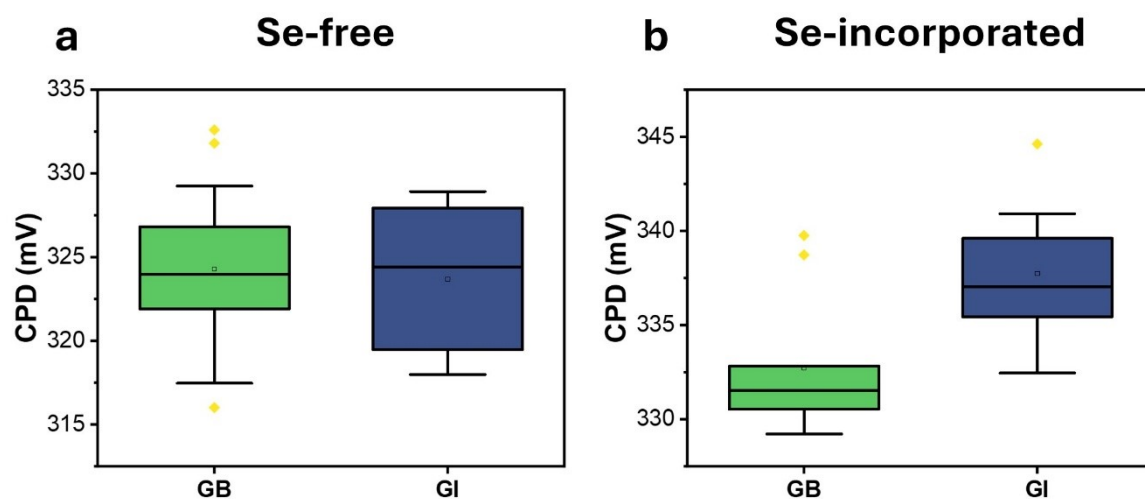 a
Se-free
CPD (mV)
335
330
325
320
315
GB
GI
b
Se-incorporated
CPD (mV)
345
340
335
330
GB
GI